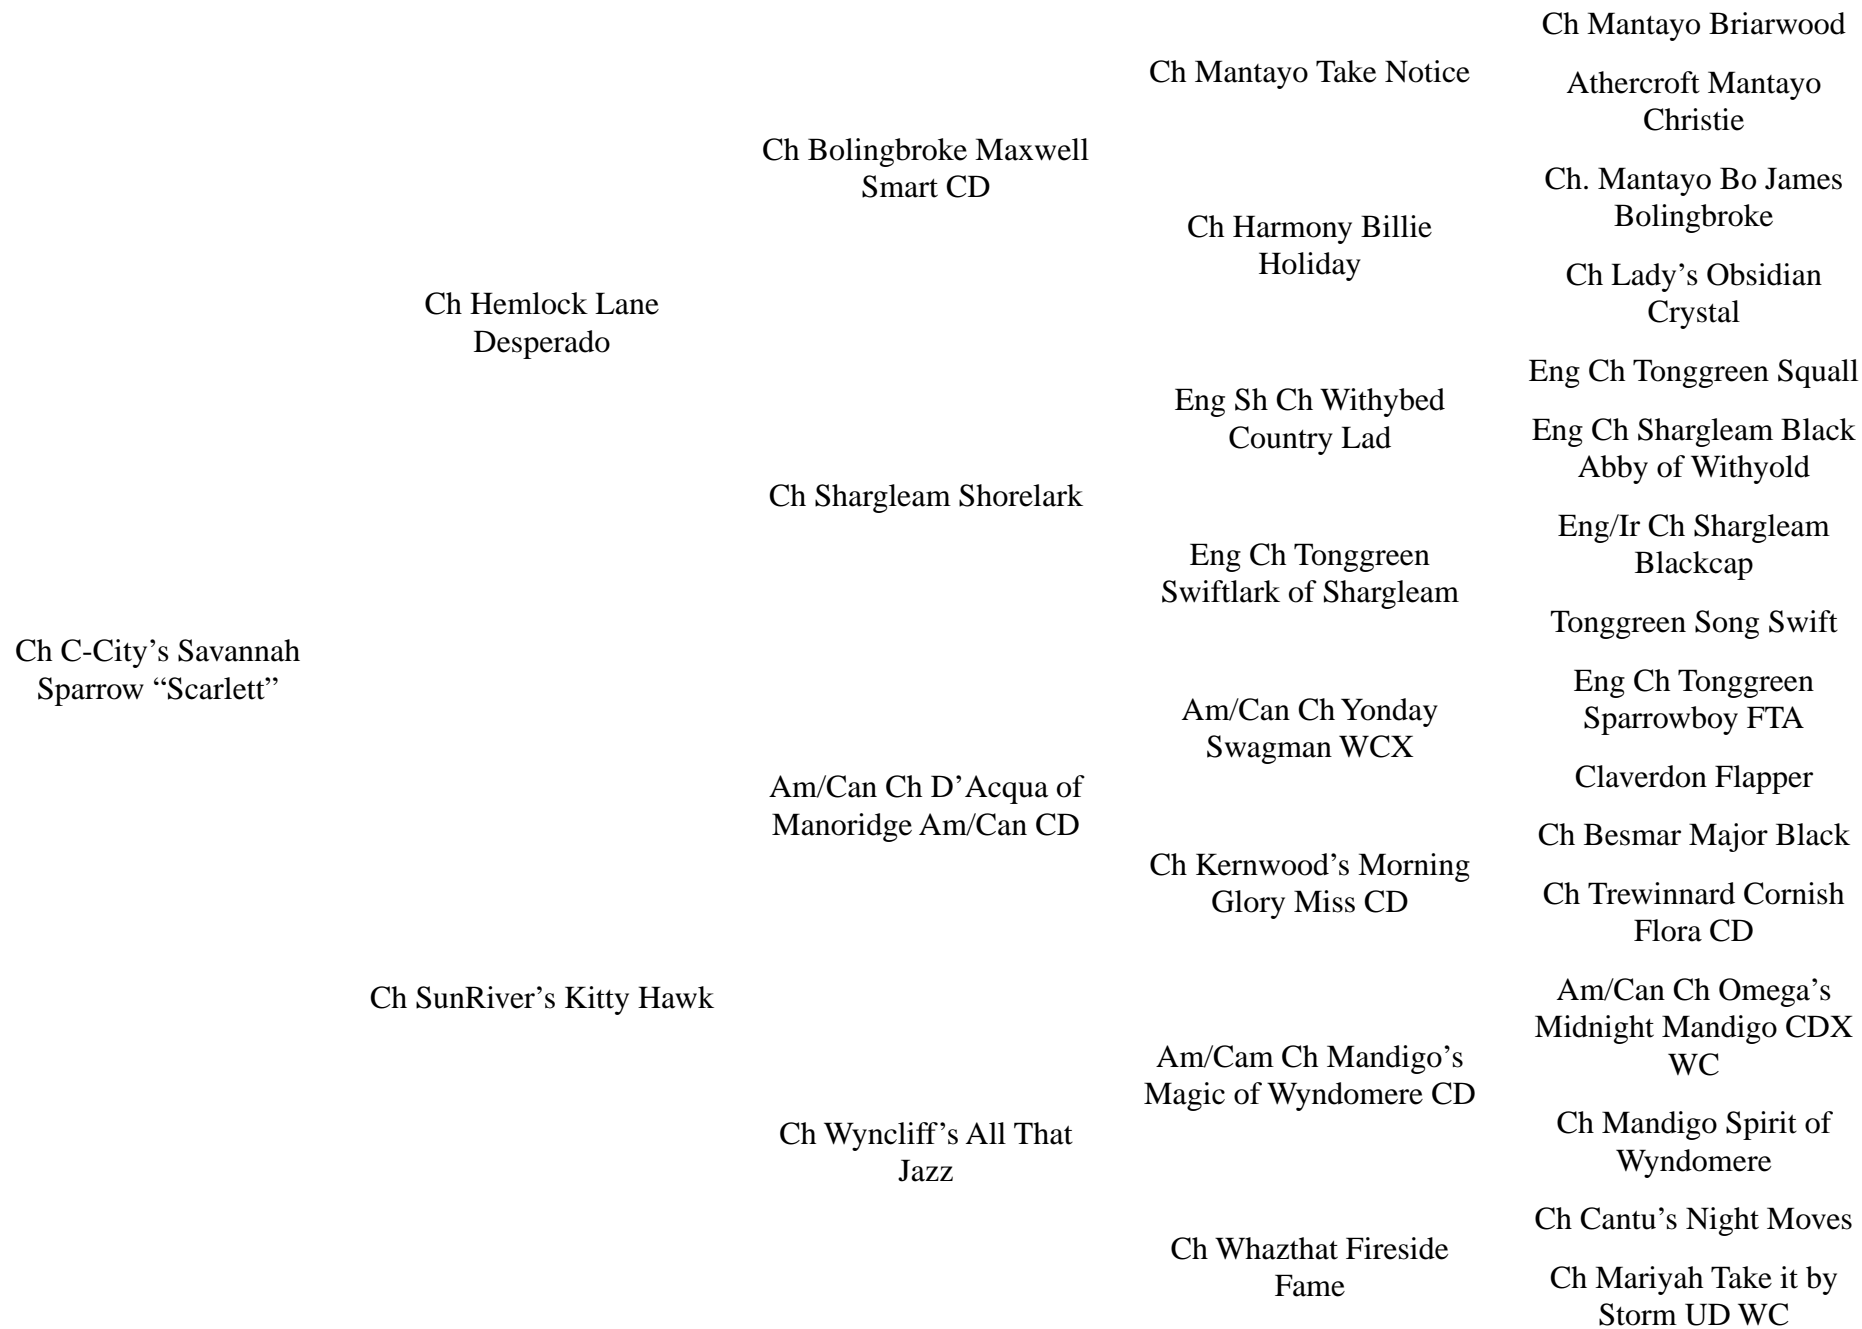 Ch C-City’s Savannah
Sparrow “Scarlett”
Ch Hemlock Lane
Desperado
Ch SunRiver’s Kitty Hawk
Ch Bolingbroke Maxwell
Smart CD
Ch Shargleam Shorelark
Am/Can Ch D’Acqua of
Manoridge Am/Can CD
Ch Wyncliff’s All That
Jazz
Ch Mantayo Take Notice
Ch Harmony Billie
Holiday
Eng Sh Ch Withybed
Country Lad
Eng Ch Tonggreen
Swiftlark of Shargleam
Am/Can Ch Yonday
Swagman WCX
Ch Kernwood’s Morning
Glory Miss CD
Am/Cam Ch Mandigo’s
Magic of Wyndomere CD
Ch Whazthat Fireside
Fame
Ch Mantayo Briarwood
Athercroft Mantayo
Christie
Ch. Mantayo Bo James
Bolingbroke
Ch Lady’s Obsidian
Crystal
Eng Ch Tonggreen Squall
Eng Ch Shargleam Black
Abby of Withyold
Eng/Ir Ch Shargleam
Blackcap
Tonggreen Song Swift
Eng Ch Tonggreen
Sparrowboy FTA
Claverdon Flapper
Ch Besmar Major Black
Ch Trewinnard Cornish
Flora CD
Am/Can Ch Omega’s
Midnight Mandigo CDX
WC
Ch Mandigo Spirit of
Wyndomere
Ch Cantu’s Night Moves
Ch Mariyah Take it by
Storm UD WC